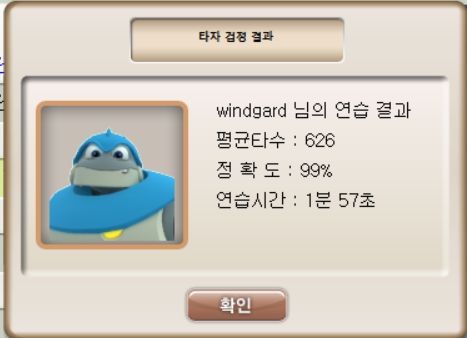 타자 검정 결과
windgard 님의 연습 결과
평균타수 : 626
정 확 도 : 99%
연습시간 : 1분 57초
확인